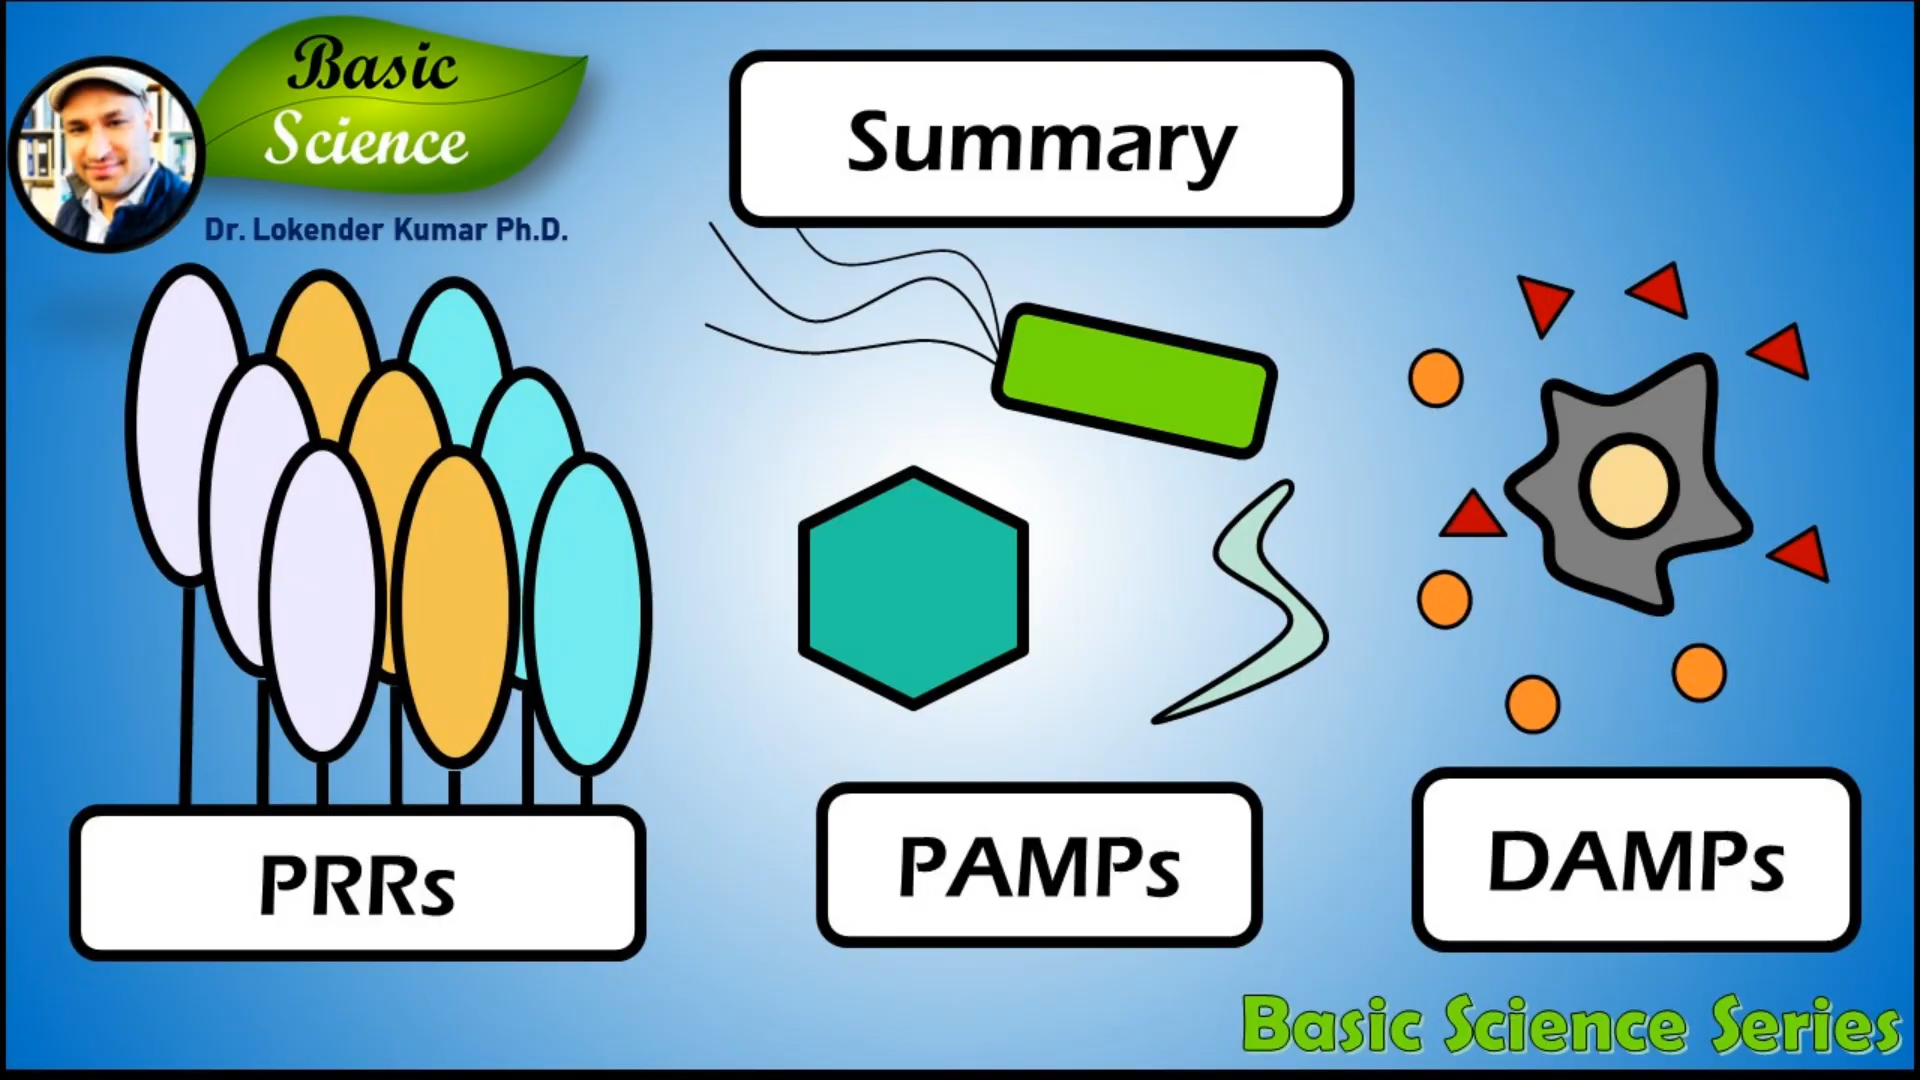 Basic
Science
Dr. Lokender Kumar Ph.D.
Summary
PRRs
PAMPs
DAMPs
Basic Science Series